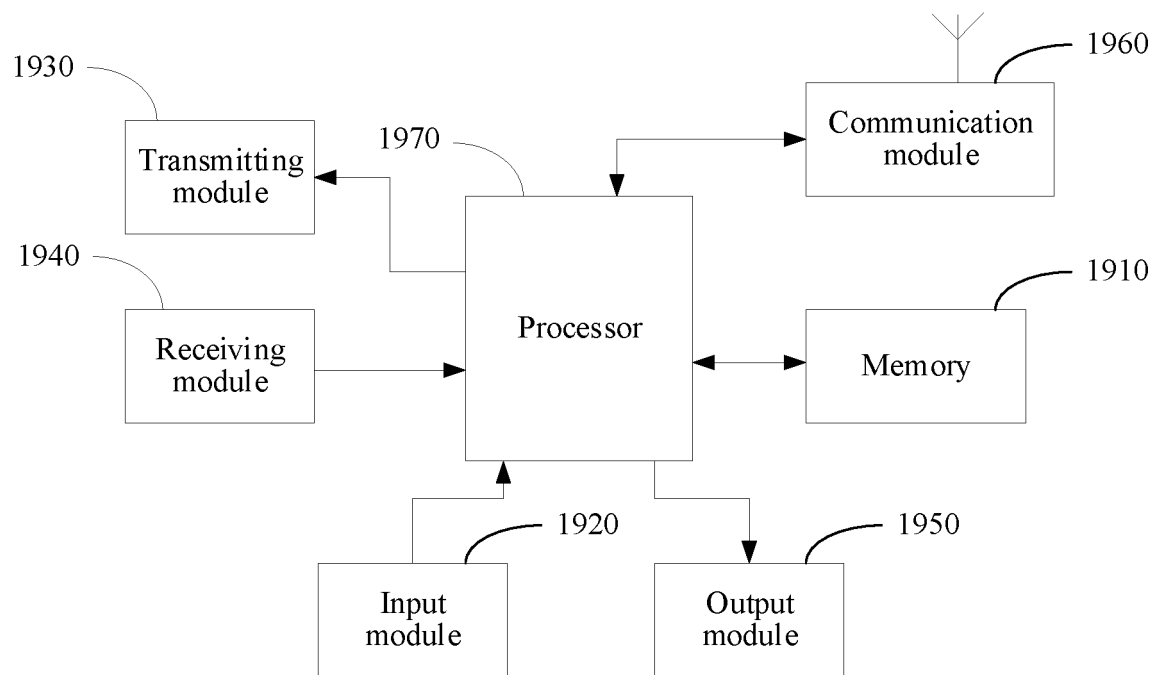 1930
Transmitting
module
1940
Receiving
module
1970
Processor
1960
Communication
module
1910
Memory
1920
Input
module
1950
Output
module